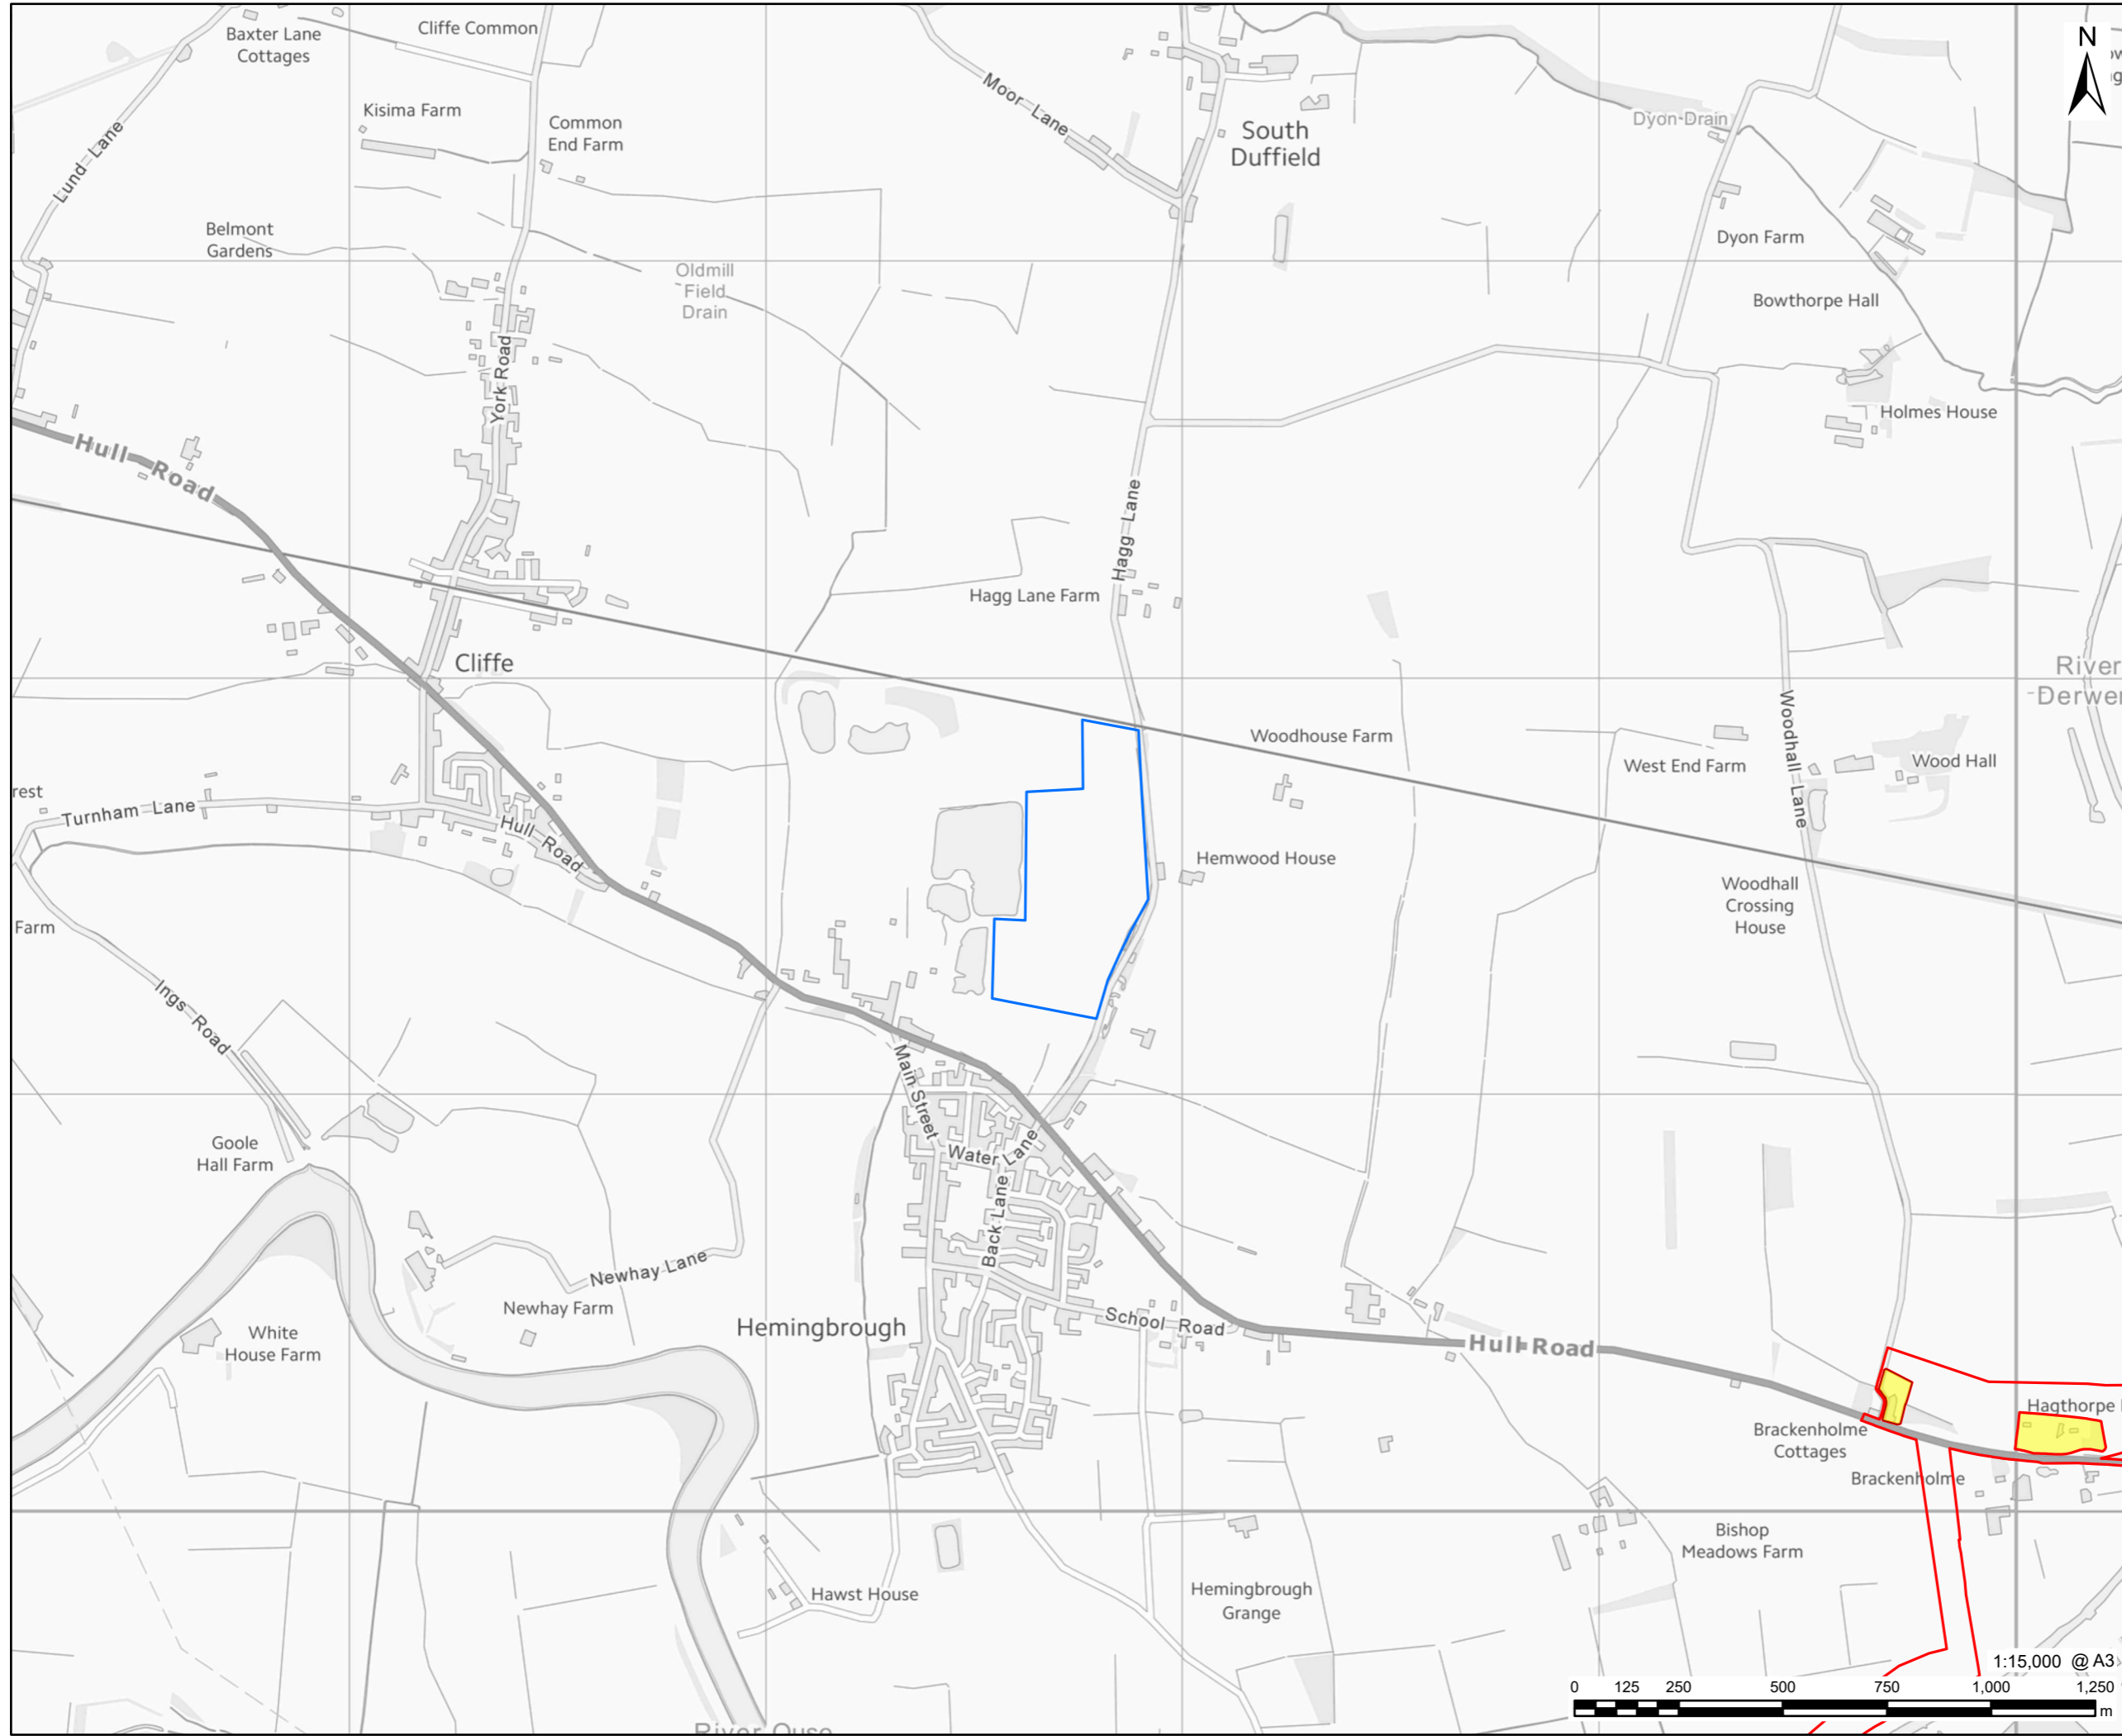 Baxter Lane
Cottages
Cliffe Common
N
Kisima Farm
Common
End Farm
Moor Lane
South
Duffield
Dyon Drain
Lund Lane
Belmont
Gardens
Oldmill
Field
Drain
Dyon Farm
Bowthorpe Hall
York Road
Holmes House
Hull Road
Hagg Lane
Hagg Lane Farm
Cliffe
River
Woodhouse Farm
West End Farm
Woodhall Lane
Wood Hall
rest
Turnham Lane
Hull Road
Hemwood House
Woodhall
Crossing
House
Farm
Ings Road
Main Street
Goole
Hall Farm
Water Lane
Back Lane
Newhay Lane
Newhay Farm
White
House Farm
Hemingbrough
School Road
Hull Road
Hagthorpe
Brackenholme
Cottages
Brackenholme
Bishop
Meadows Farm
Hawst House
Hemingbrough
Grange
1:15,000 @ A3
0 125 250 500 750 1,000 1,250
m
River Ouse